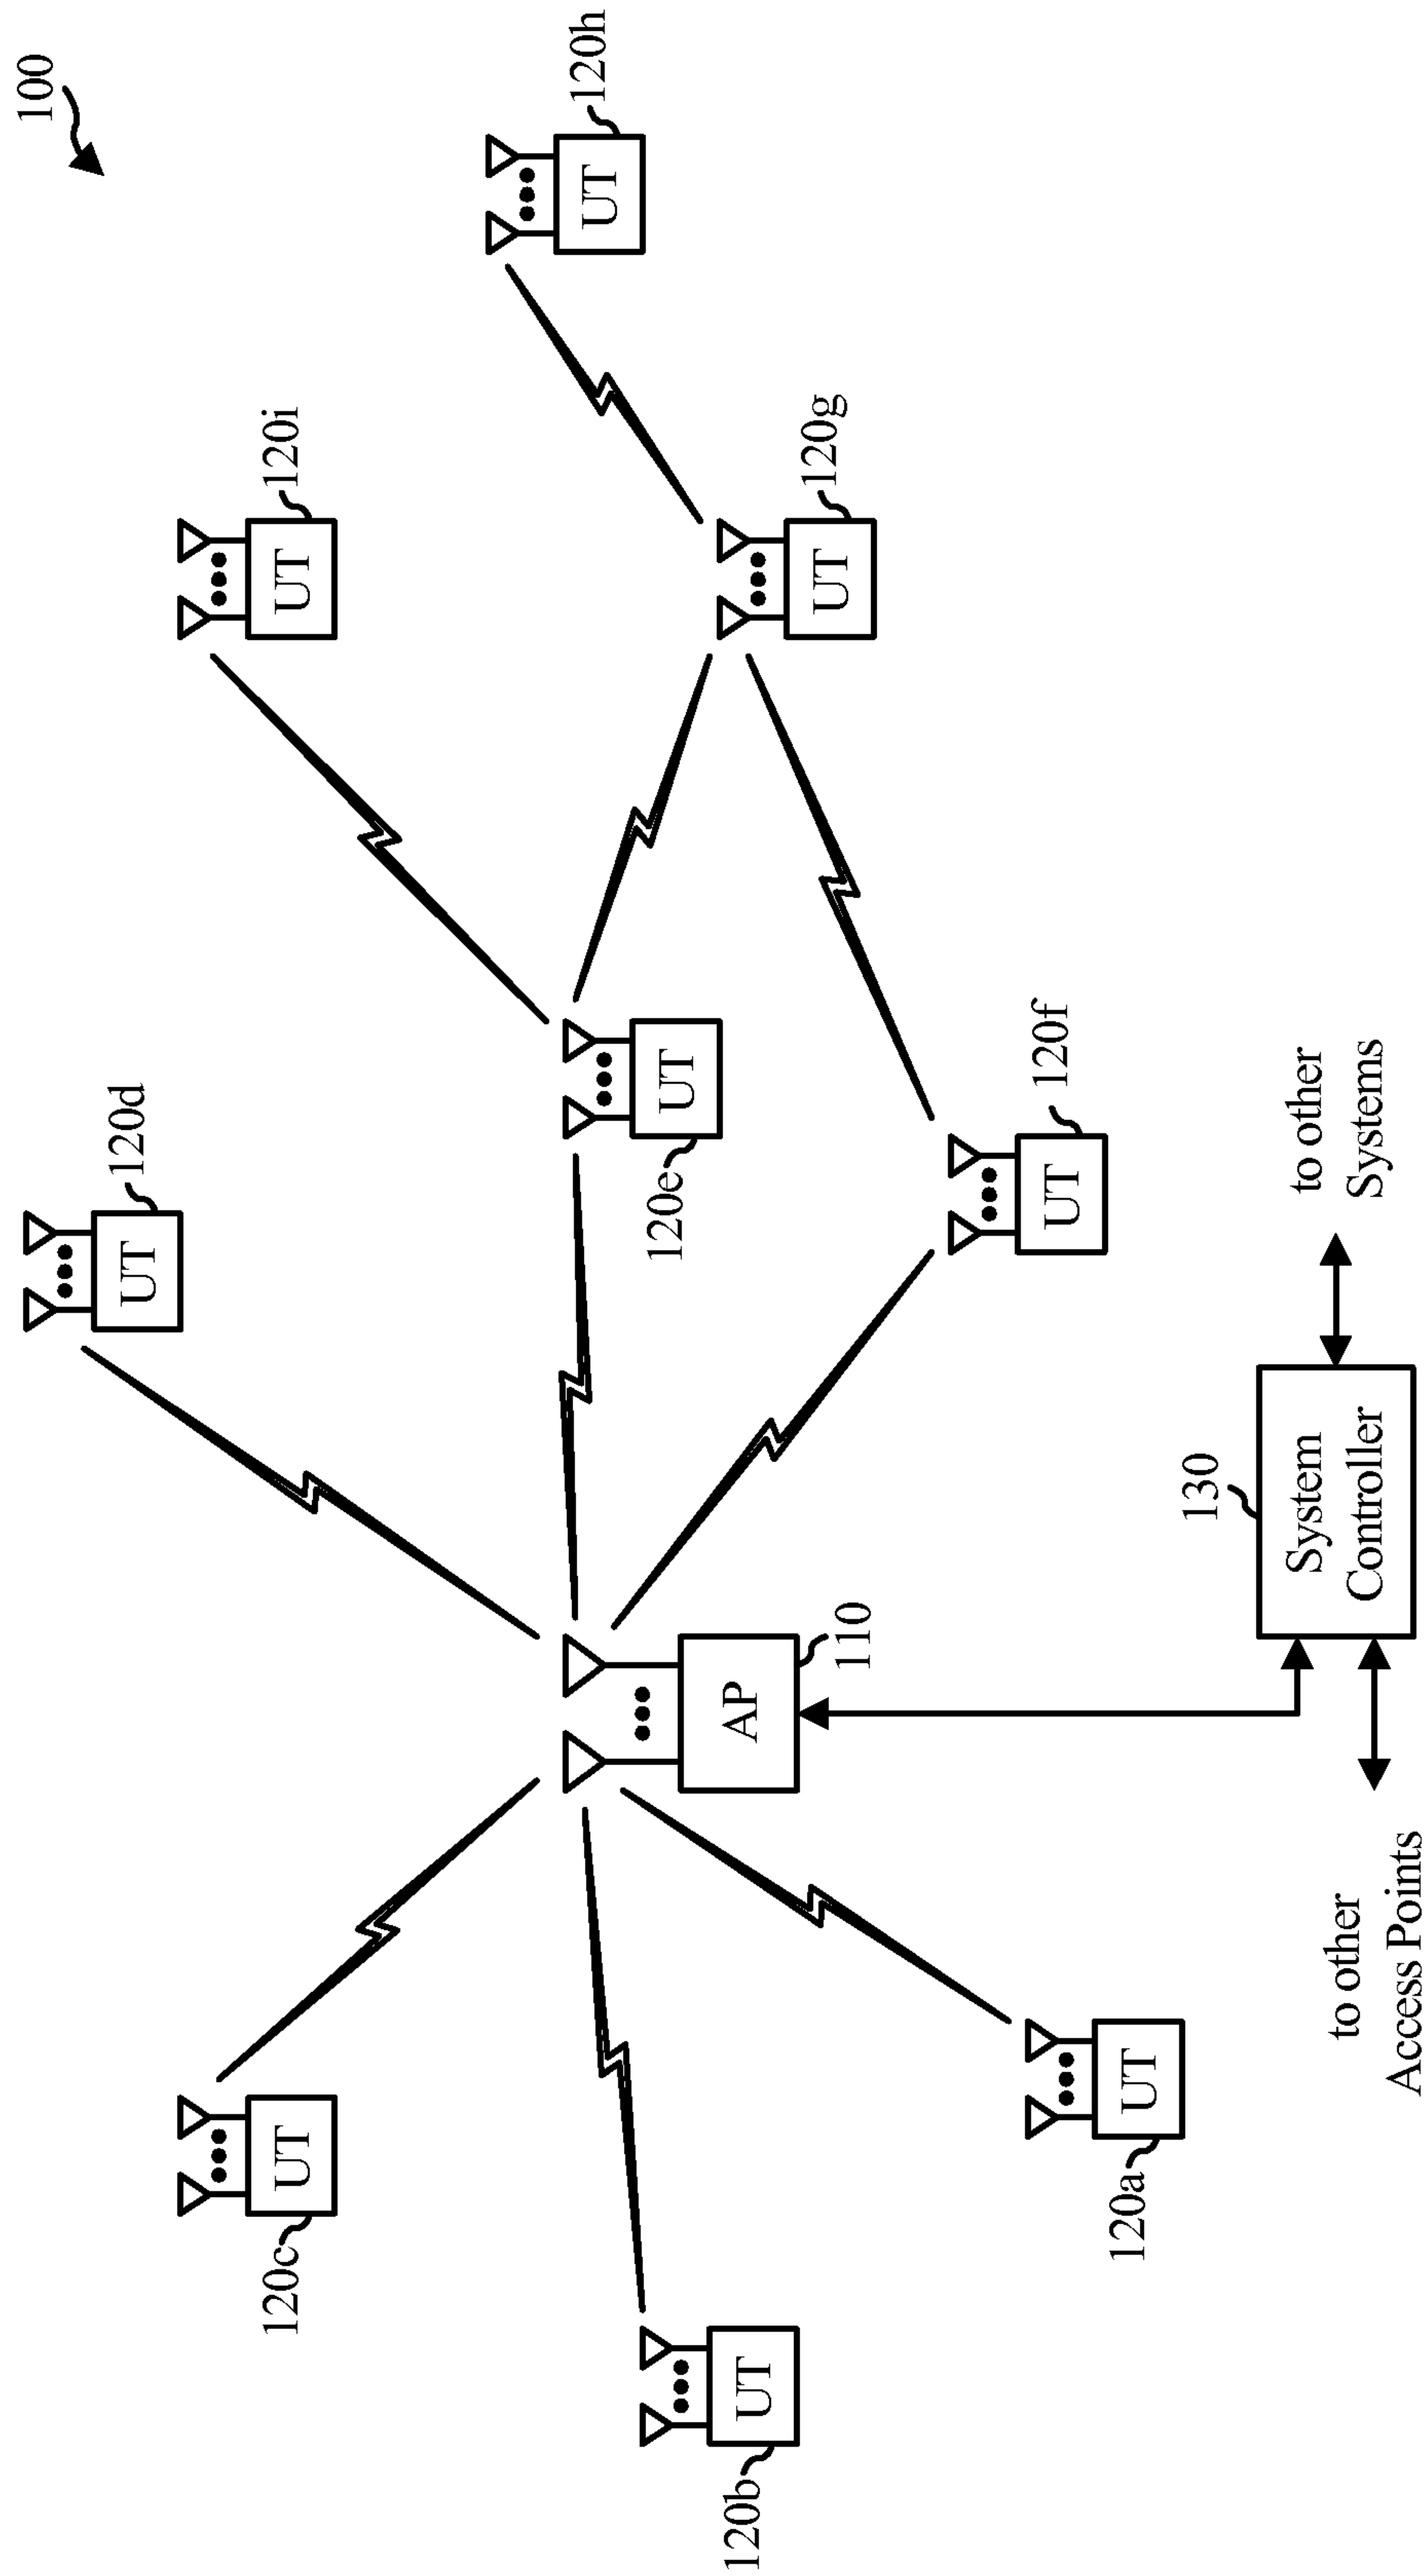 100
120d
UT
120c
UT
120i
UT
120h
UT
120b
UT
AP
110
120e
UT
120g
UT
120a
UT
120f
UT
130
System
Controller
to other
Systems
to other
Access Points